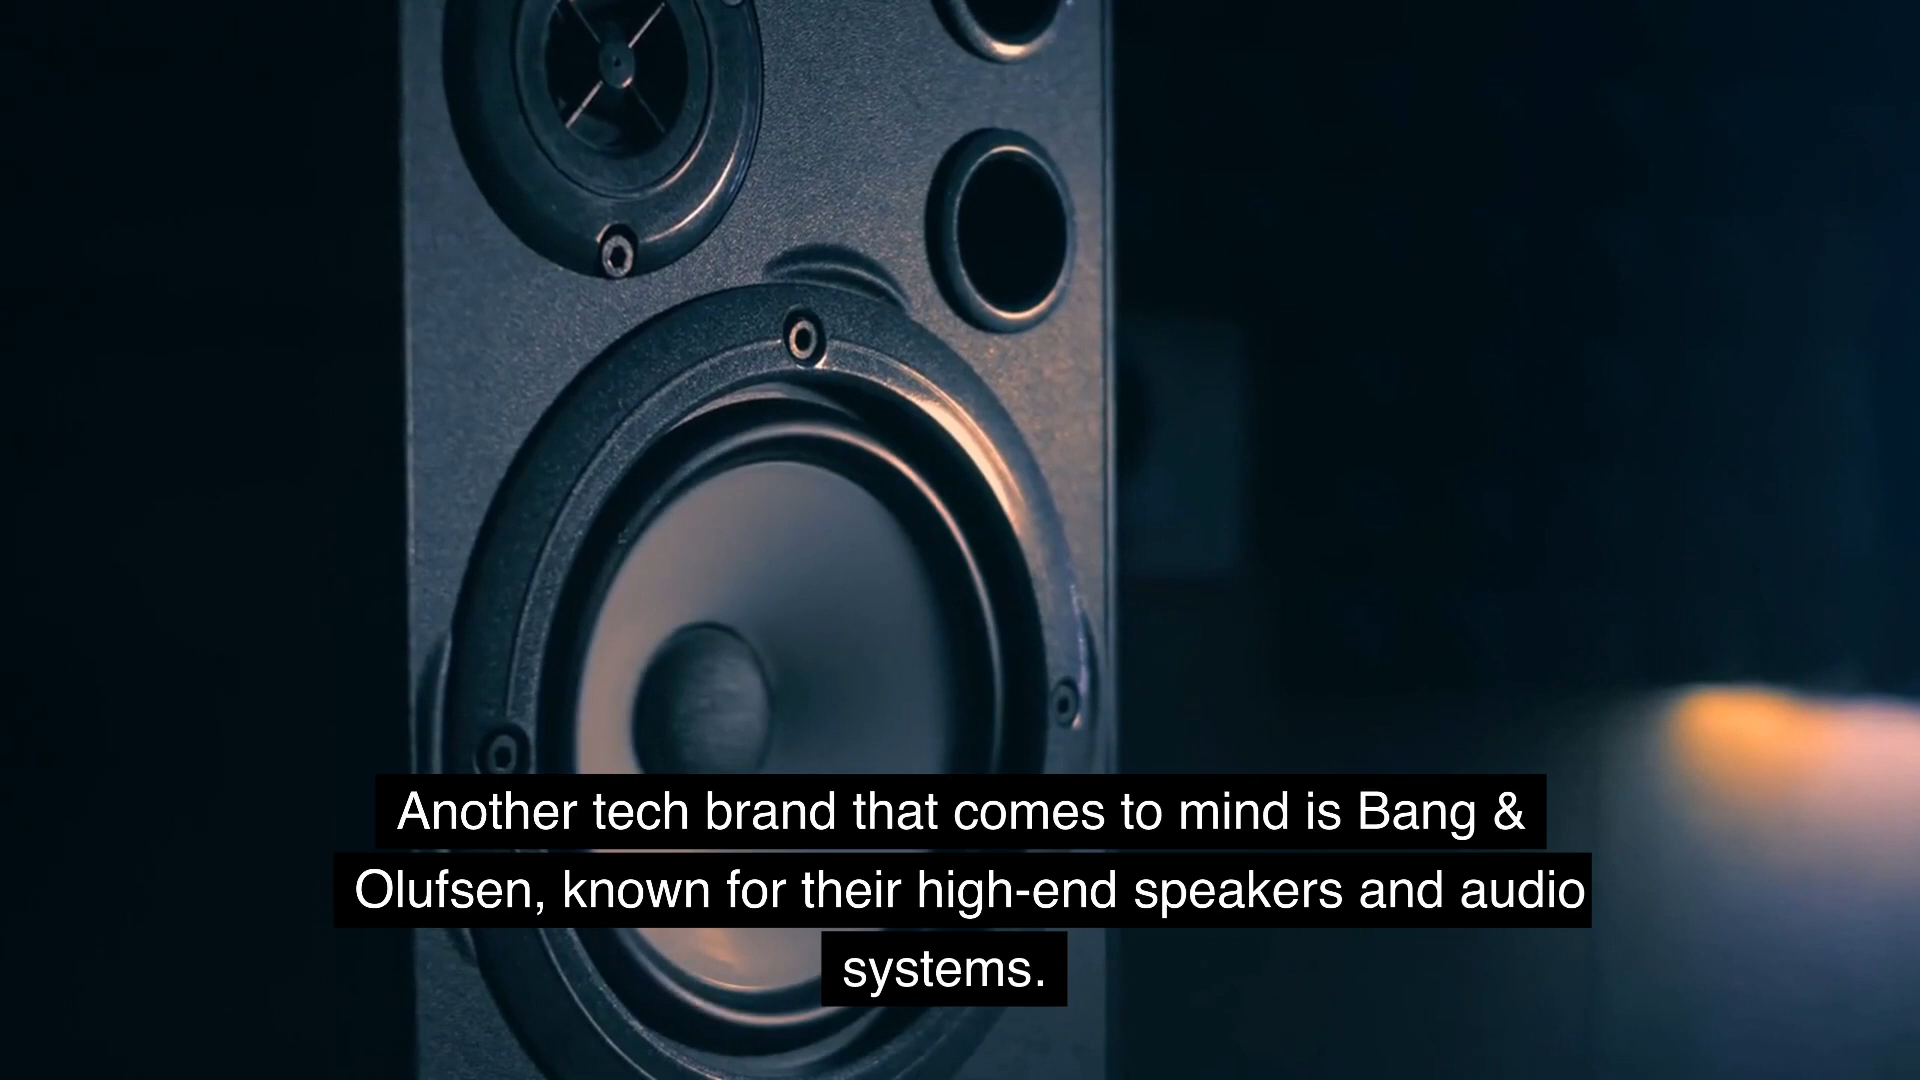 Another tech brand that comes to mind is Bang &
Olufsen, known for their high-end speakers and audio
systems.